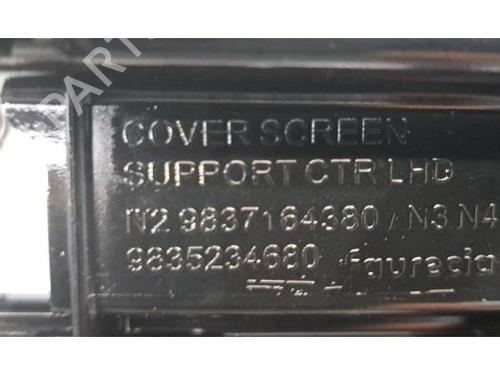 COVER SCREEN
SUPPORT CTR LHD
N2 9837164380 / N3 N4
9835234680 faurecia